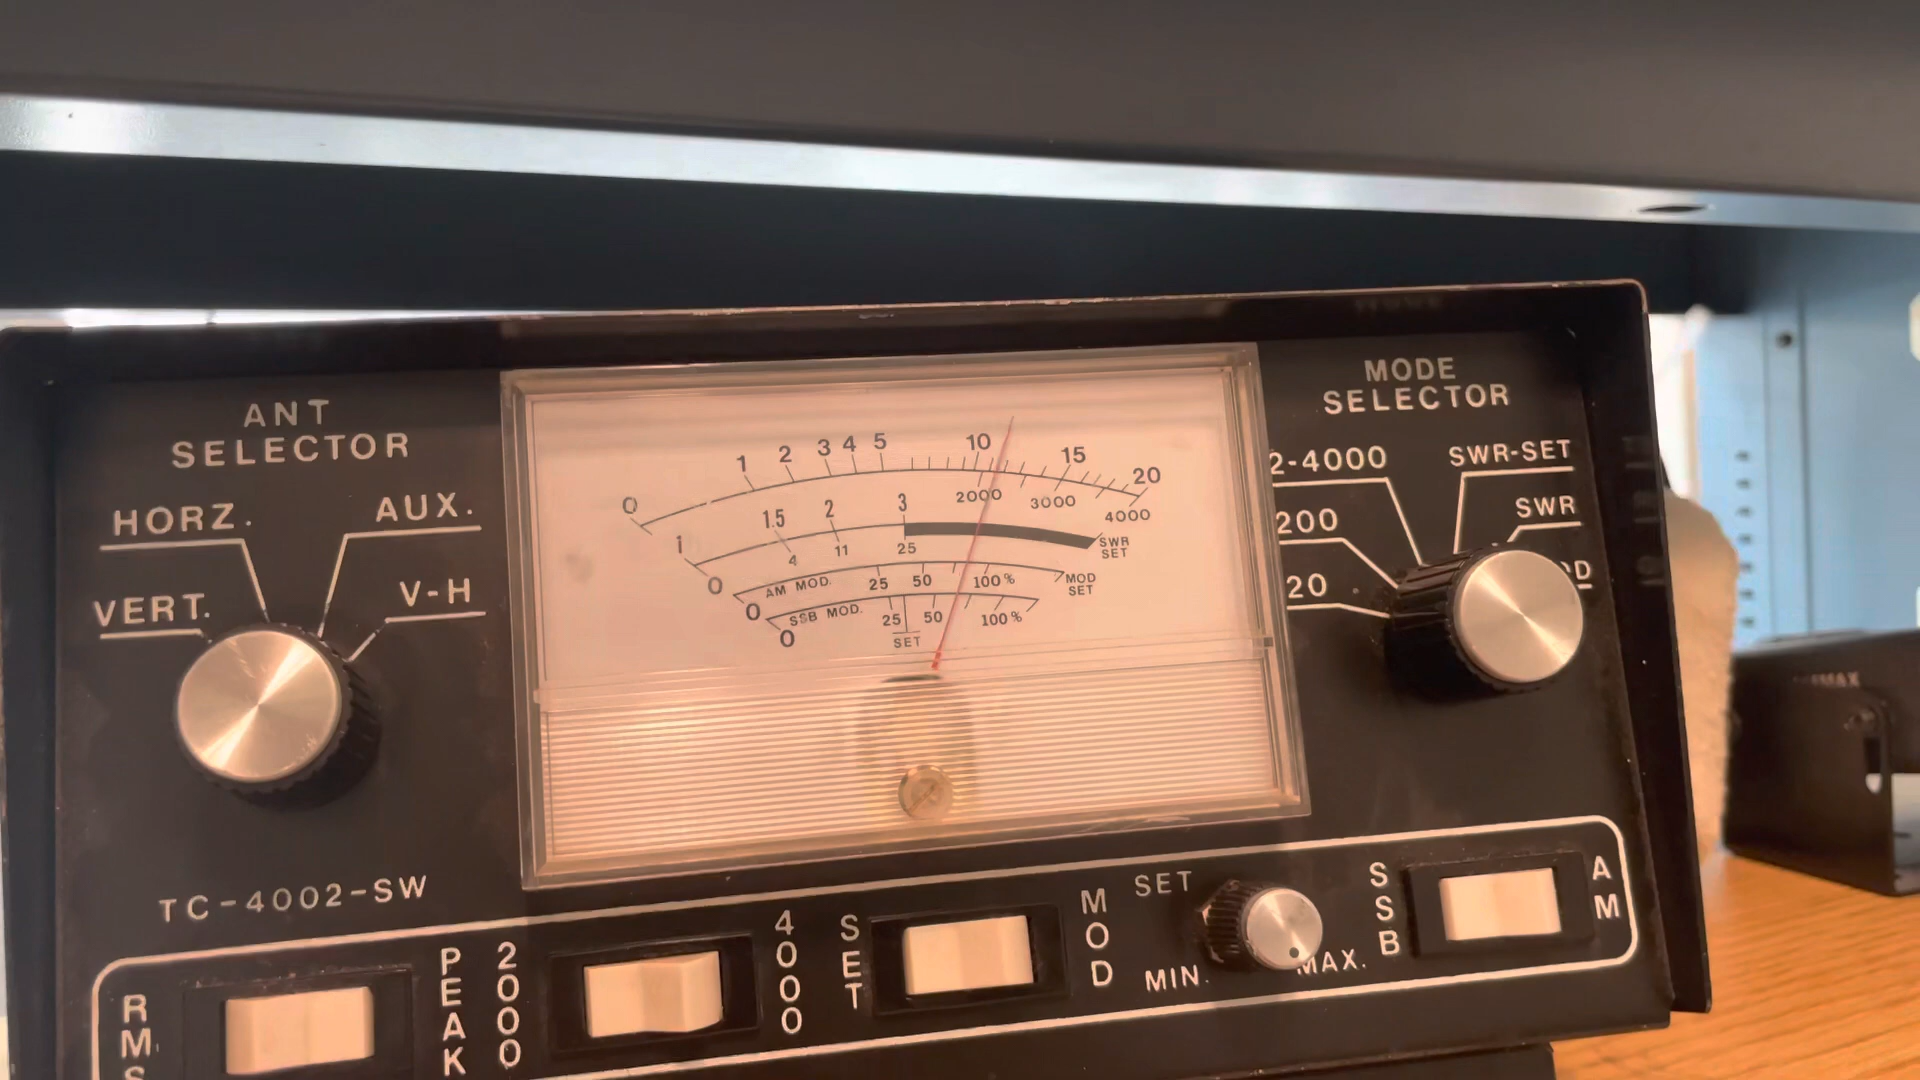 ANT
SELECTOR
HORZ.
AUX.
VERT.
V-H
TC-4002-SW
0 1 2 3 4 5 10 15 20
2000 3000 4000
1 1.5 2 3 SWR
SET
0 4 11 25
AM MOD. 25 50 100% MOD
SET
0 SSB MOD. 25 50 100%
0 SET
MODE
SELECTOR
2-4000
SWR-SET
200
SWR
20
RMS
PEAK
2000
4000
SET
MOD
SET
MIN.
MAX.
SSB
AM